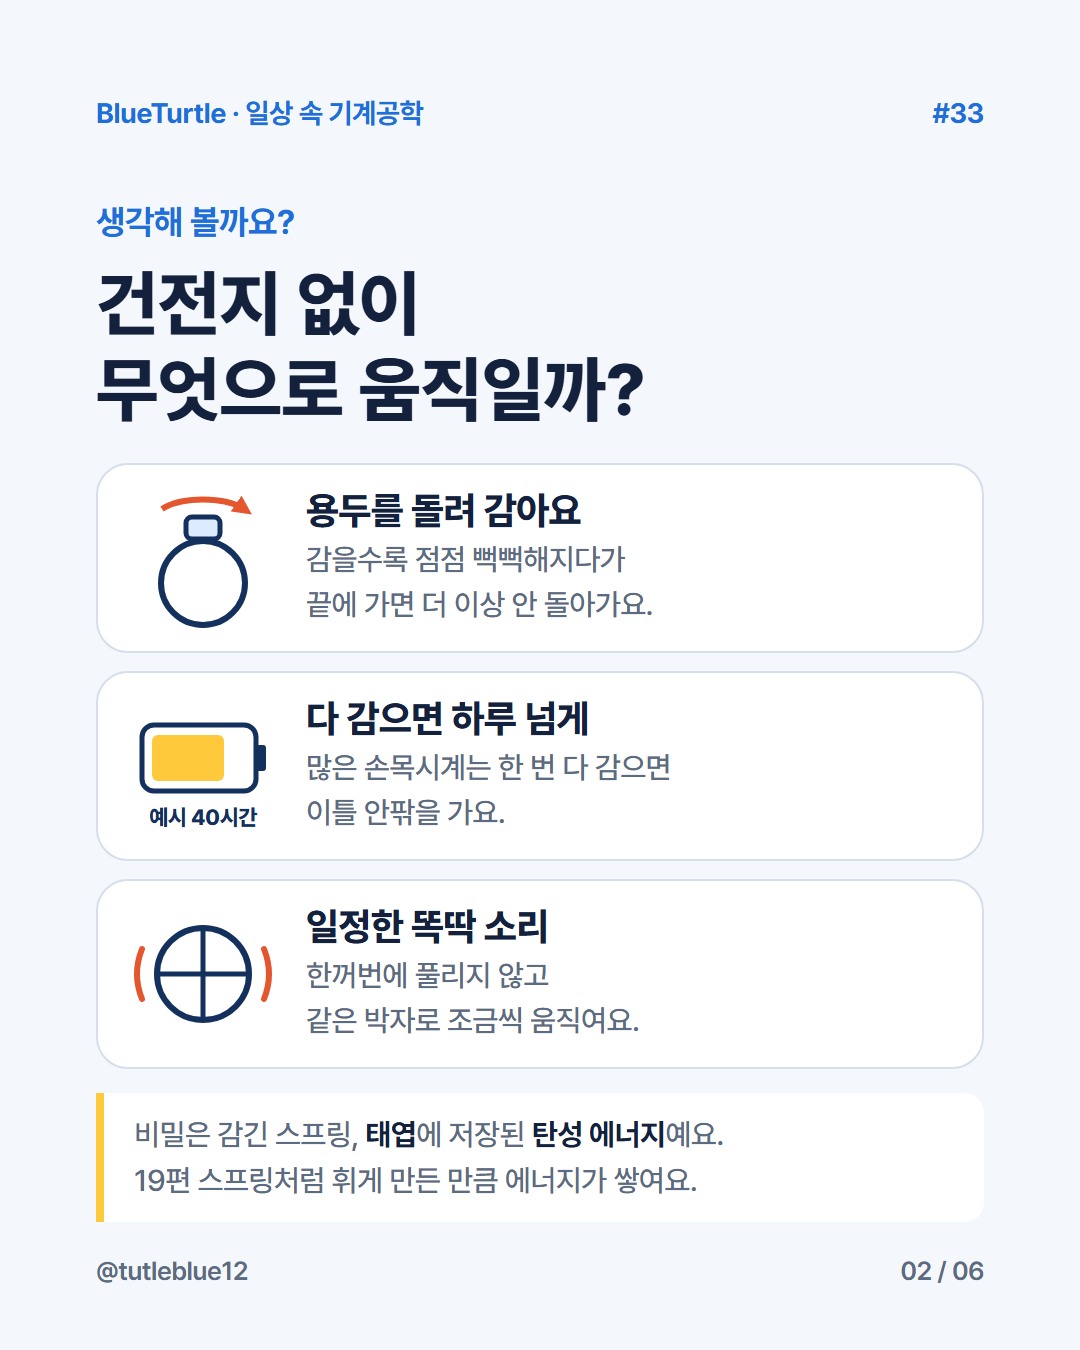 BlueTurtle · 일상 속 기계공학
#33
생각해 볼까요?
건전지 없이
무엇으로 움직일까?
용두를 돌려 감아요
감을수록 점점 뻑뻑해지다가
끝에 가면 더 이상 안 돌아가요.
다 감으면 하루 넘게
많은 손목시계는 한 번 다 감으면
이틀 안팎을 가요.
예시 40시간
일정한 똑딱 소리
한꺼번에 풀리지 않고
같은 박자로 조금씩 움직여요.
비밀은 감긴 스프링, 태엽에 저장된 탄성 에너지예요.
19편 스프링처럼 휘게 만든 만큼 에너지가 쌓여요.
@tutleblue12
02 / 06